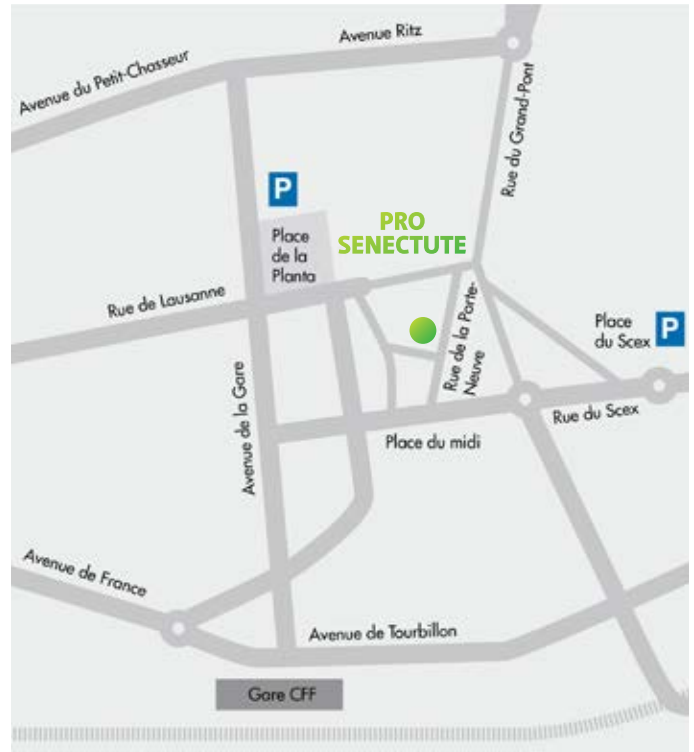 Avenue Ritz
Avenue du Petit-Chasseur
Rue du Grand-Pont
P
PRO
SENECTUTE
Place
de la
Planta
Rue de Lausanne
Rue de la Porte-
Neuve
Place
du Scex
P
Avenue de la Gare
Rue du Scex
Place du midi
Avenue de France
Avenue de Tourbillon
Gare CFF